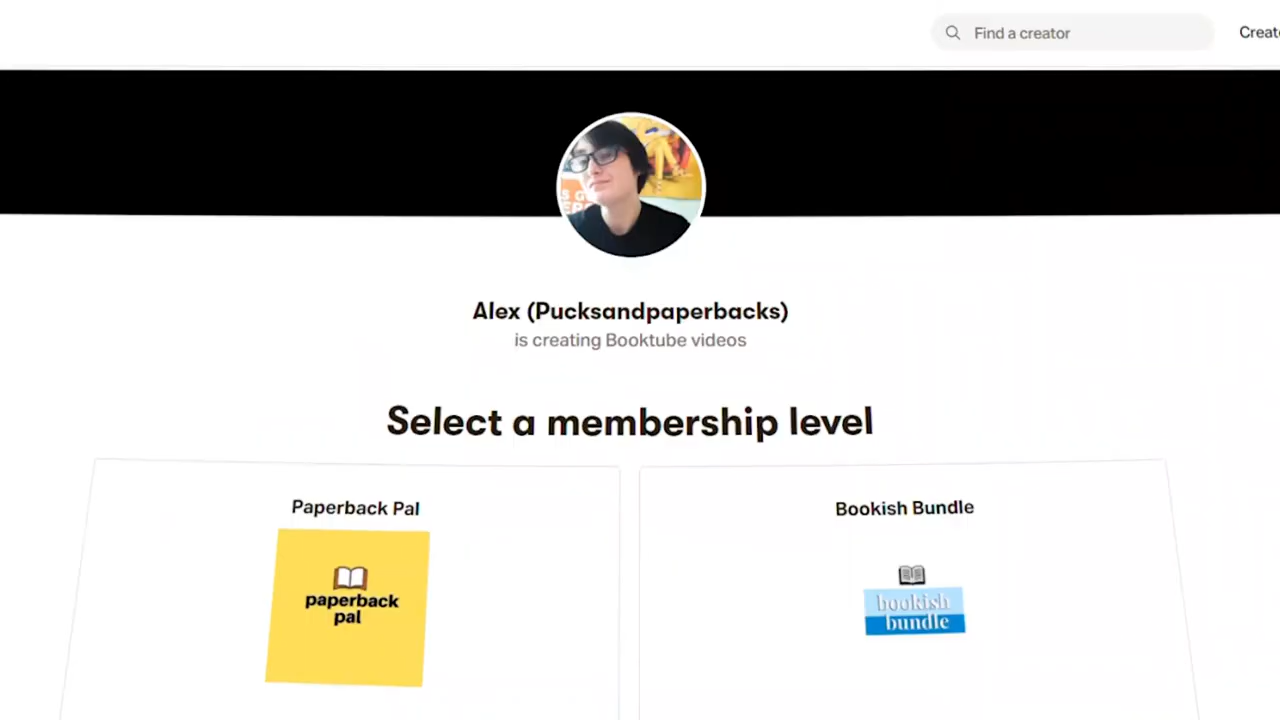 Find a creator
Alex (Pucksandpaperbacks)
is creating Booktube videos
Select a membership level
Paperback Pal
Bookish Bundle
paperback
pal
bookish
bundle